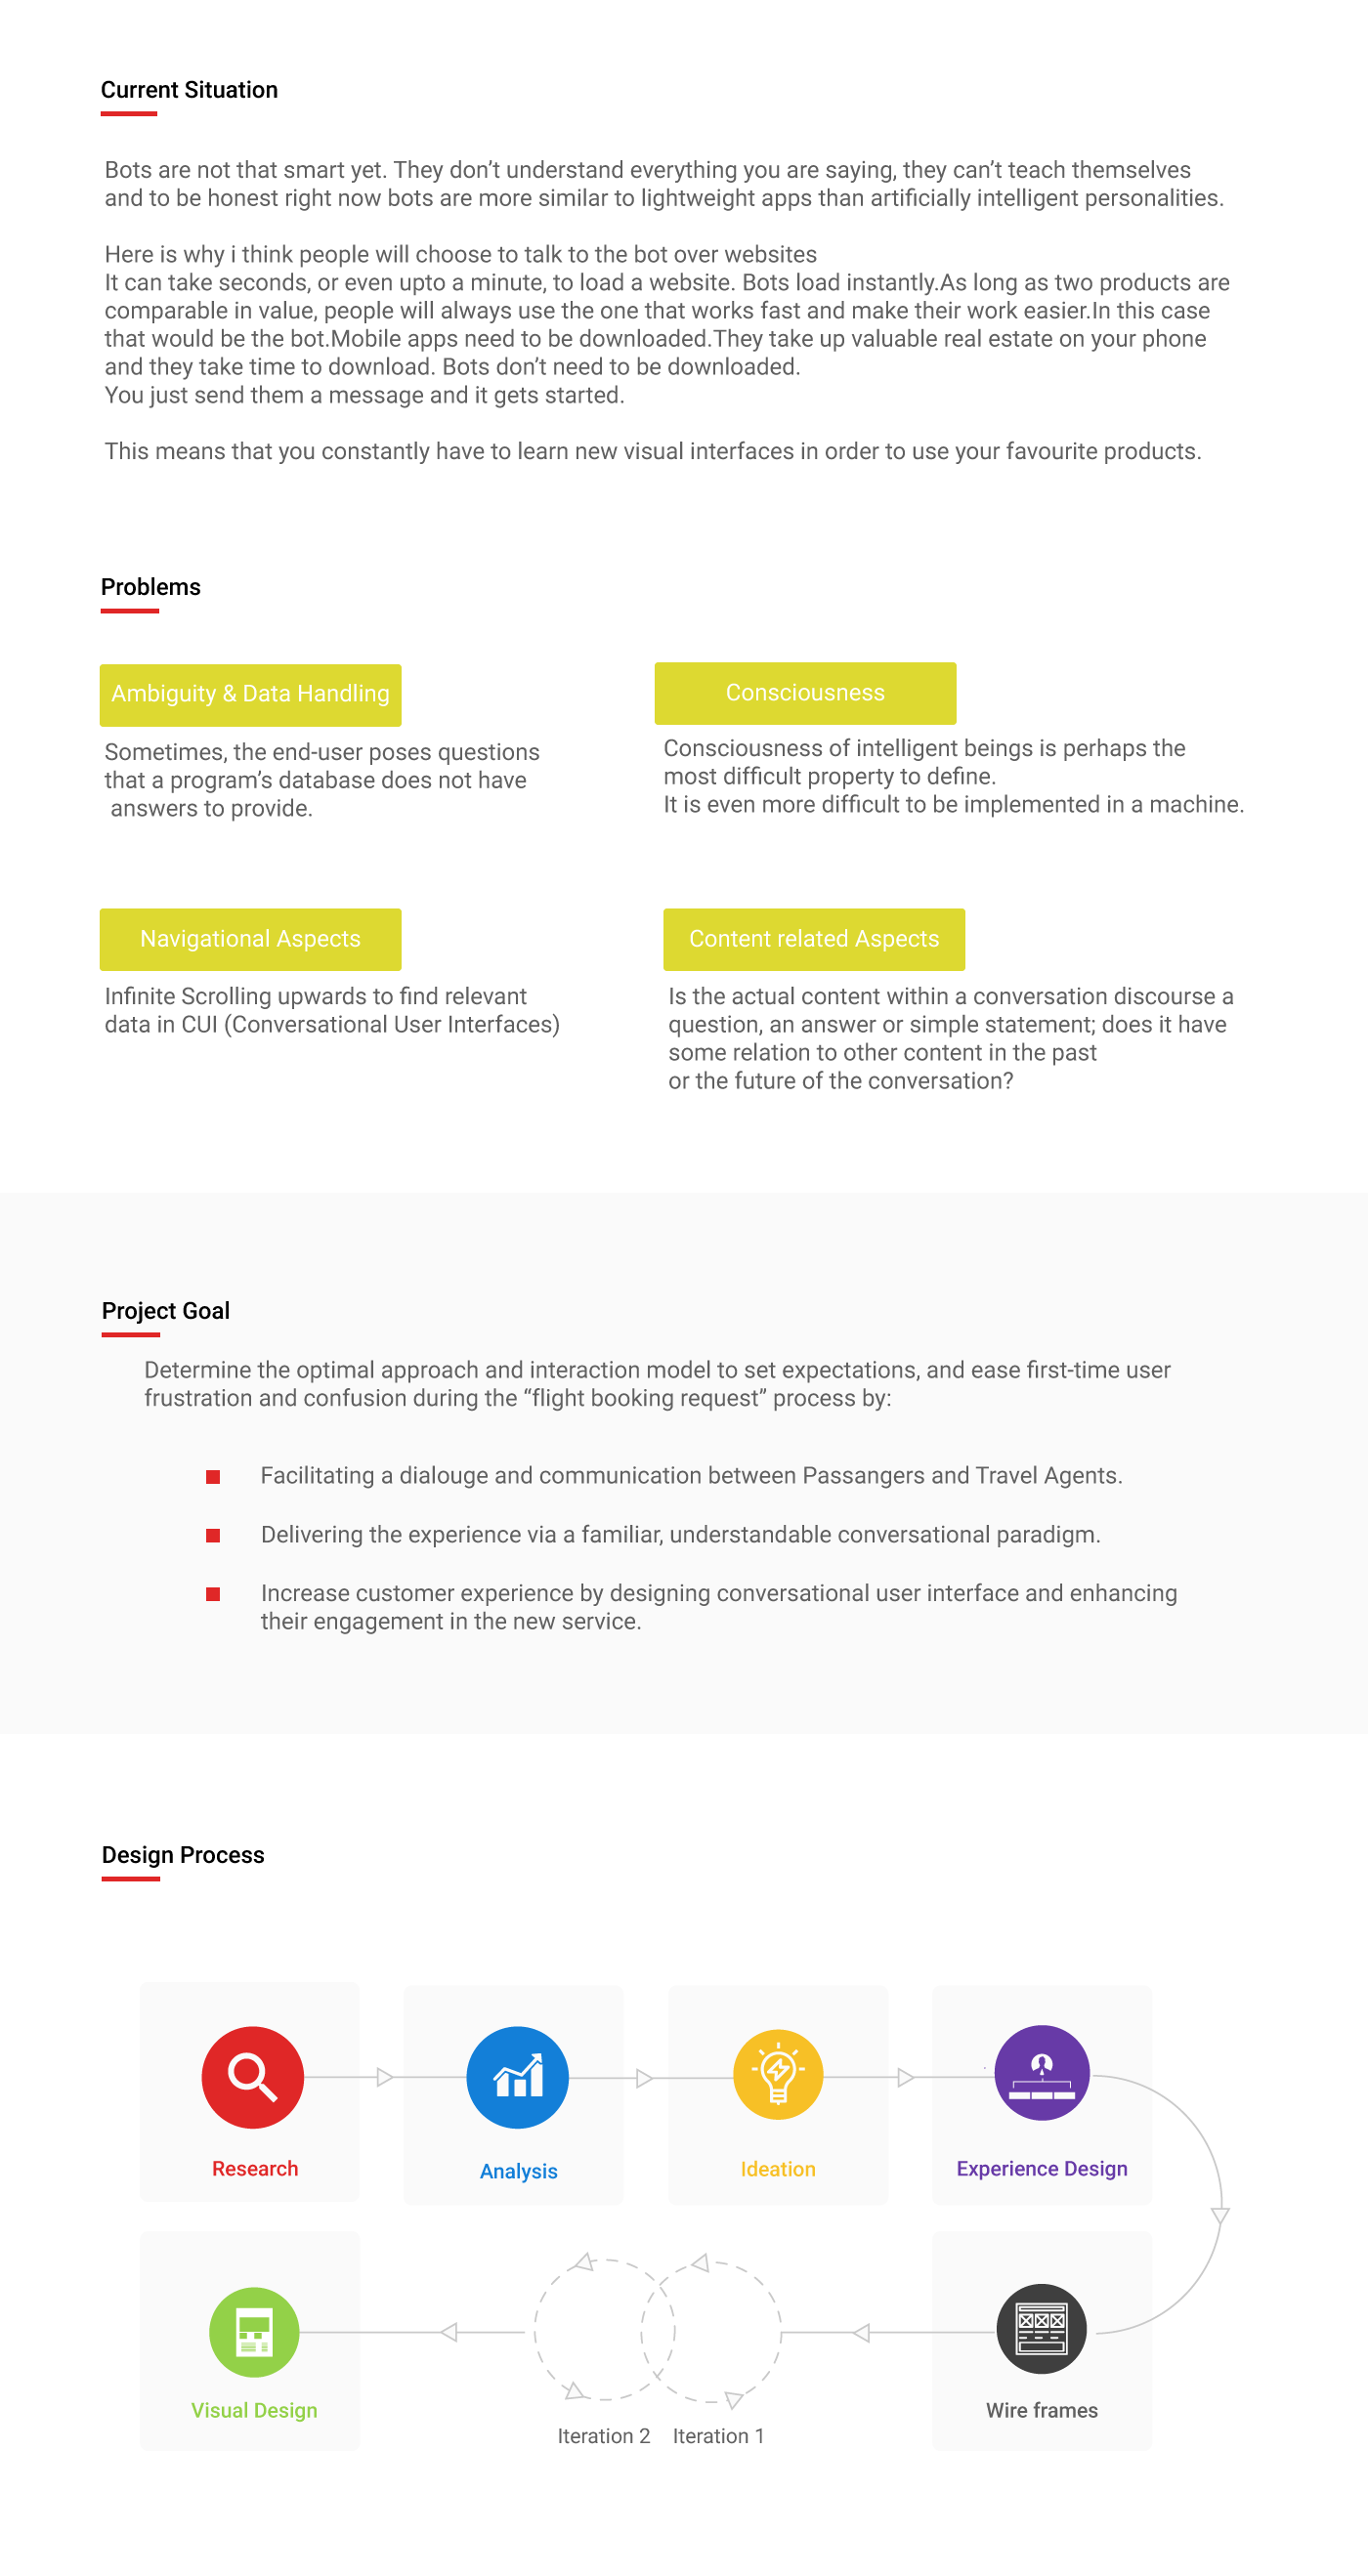 Current Situation
Bots are not that smart yet. They don’t understand everything you are saying, they can’t teach themselves
and to be honest right now bots are more similar to lightweight apps than artificially intelligent personalities.
Here is why i think people will choose to talk to the bot over websites
It can take seconds, or even upto a minute, to load a website. Bots load instantly.As long as two products are
comparable in value, people will always use the one that works fast and make their work easier.In this case
that would be the bot.Mobile apps need to be downloaded.They take up valuable real estate on your phone
and they take time to download. Bots don’t need to be downloaded.
You just send them a message and it gets started.
This means that you constantly have to learn new visual interfaces in order to use your favourite products.
Problems
Ambiguity & Data Handling
Sometimes, the end-user poses questions
that a program’s database does not have
answers to provide.
Consciousness
Consciousness of intelligent beings is perhaps the
most difficult property to define.
It is even more difficult to be implemented in a machine.
Navigational Aspects
Infinite Scrolling upwards to find relevant
data in CUI (Conversational User Interfaces)
Content related Aspects
Is the actual content within a conversation discourse a
question, an answer or simple statement; does it have
some relation to other content in the past
or the future of the conversation?
Project Goal
Determine the optimal approach and interaction model to set expectations, and ease first-time user
frustration and confusion during the “flight booking request” process by:
Facilitating a dialouge and communication between Passangers and Travel Agents.
Delivering the experience via a familiar, understandable conversational paradigm.
Increase customer experience by designing conversational user interface and enhancing
their engagement in the new service.
Design Process
Research
Analysis
Ideation
Experience Design
Visual Design
Iteration 2
Iteration 1
Wire frames